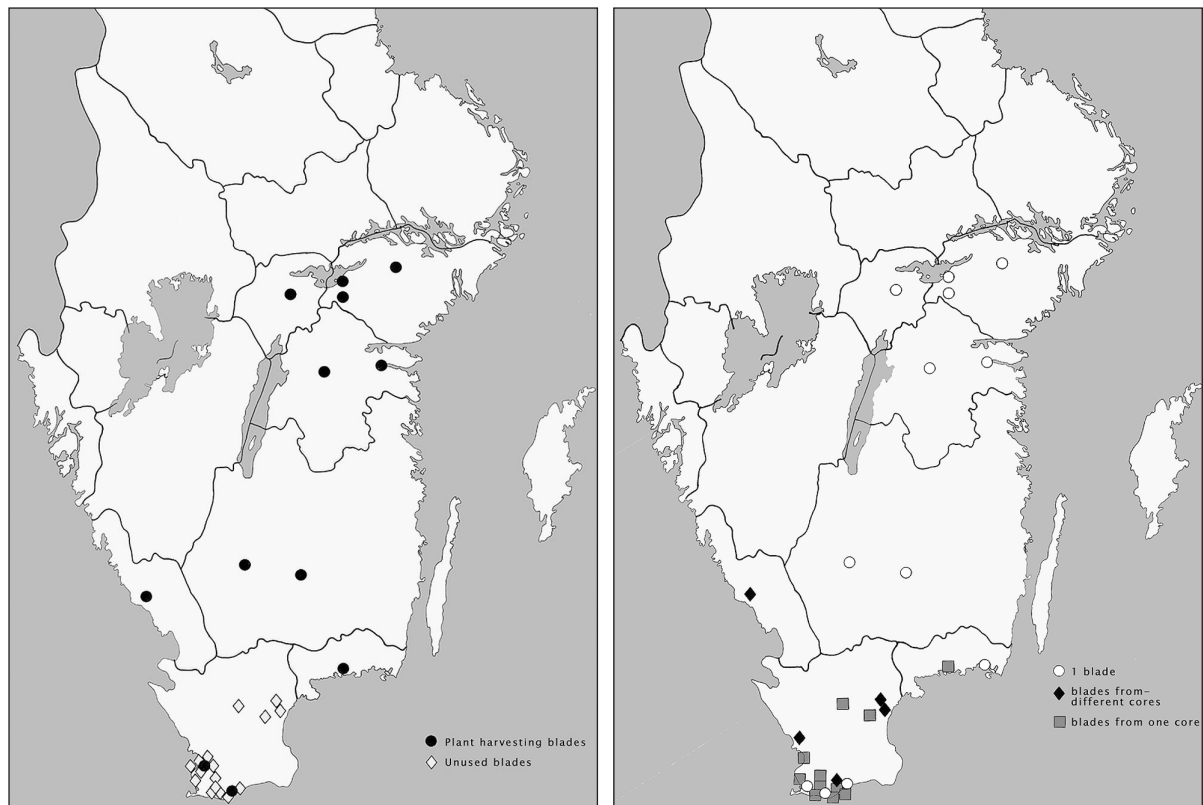 Plant harvesting blades
Unused blades
1 blade
blades from-
different cores
blades from one core